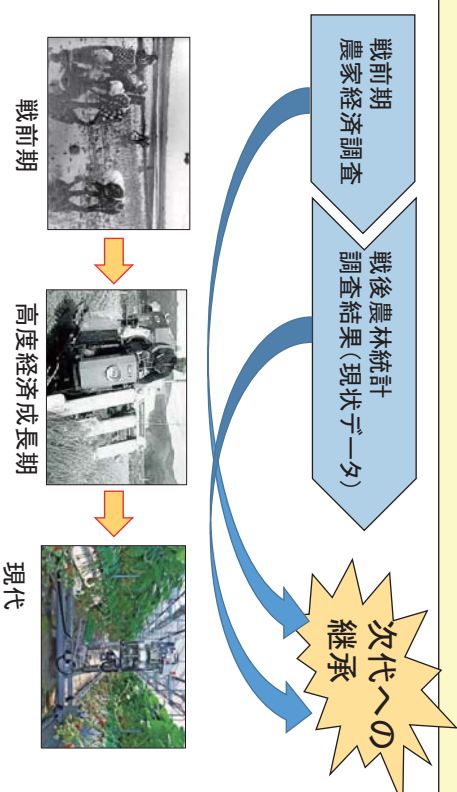 戦前期
農家経済調査
戦後農林統計
調査結果(現状データ)
次代への
継承
戦前期
高度経済成長期
現代